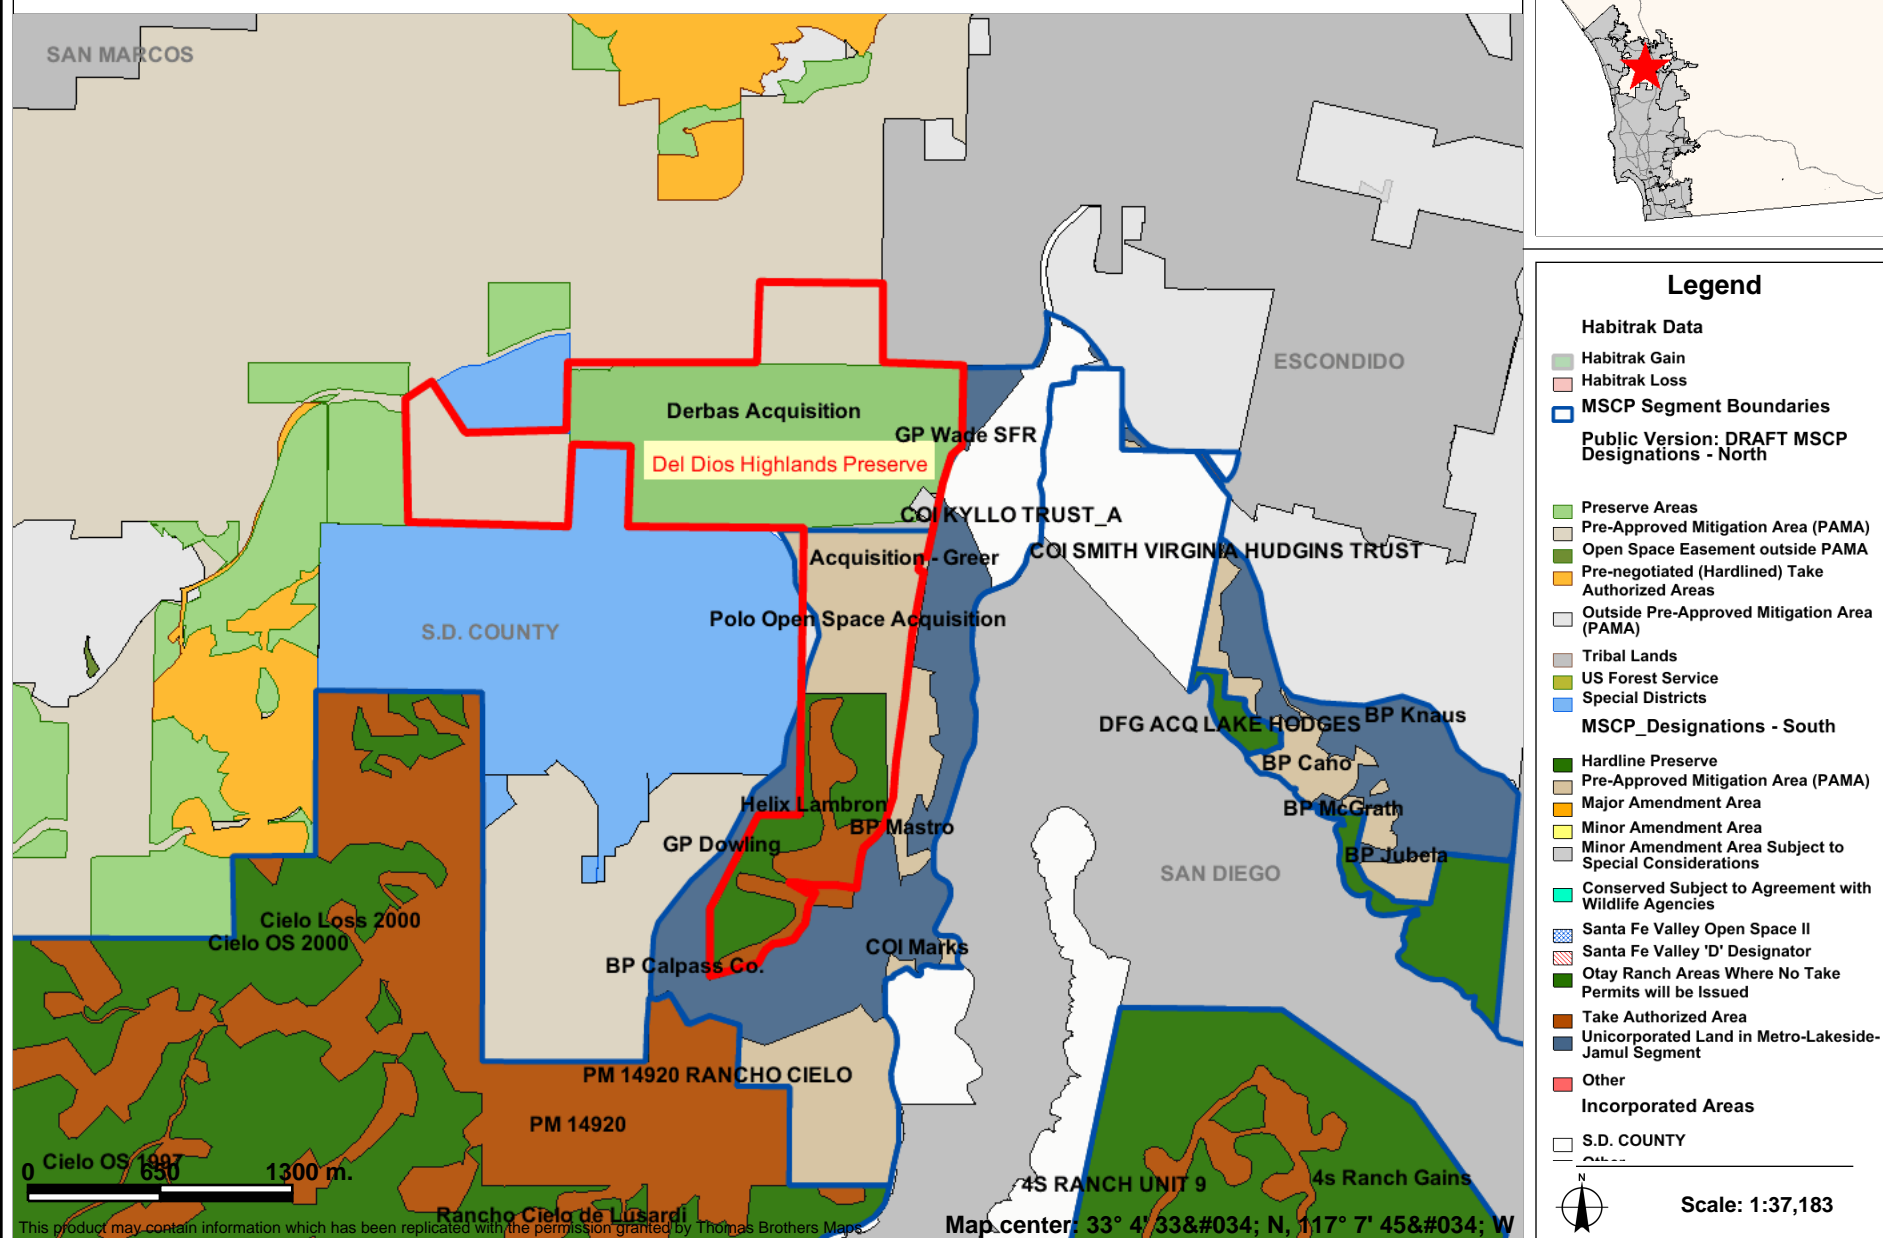 SAN MARCOS
ESCONDIDO
Derbas Acquisition
GP Wade SFR
Del Dios Highlands Preserve
COI KYLLO TRUST_A
COI SMITH VIRGINIA HUDGINS TRUST
Acquisition - Greer
Polo Open Space Acquisition
S.D. COUNTY
DFG ACQ LAKE HODGES
BP Knaus
BP Cano
Helix Lambron
BP McGrath
BP Mastro
GP Dowling
BP Jubela
SAN DIEGO
Cielo Loss 2000
Cielo OS 2000
COI Marks
BP Calpass Co.
PM 14920 RANCHO CIELO
PM 14920
Cielo OS 1997
0 650 1300 m.
4S RANCH UNIT 9
4s Ranch Gains
Rancho Cielo de Lusardi
This product may contain information which has been replicated with the permission granted by Thomas Brothers Maps.
Map center: 33° 4' 33&#034; N, 117° 7' 45&#034; W
Legend
Habitrak Data
Habitrak Gain
Habitrak Loss
MSCP Segment Boundaries
Public Version: DRAFT MSCP
Designations - North
Preserve Areas
Pre-Approved Mitigation Area (PAMA)
Open Space Easement outside PAMA
Pre-negotiated (Hardlined) Take
Authorized Areas
Outside Pre-Approved Mitigation Area
(PAMA)
Tribal Lands
US Forest Service
Special Districts
MSCP_Designations - South
Hardline Preserve
Pre-Approved Mitigation Area (PAMA)
Major Amendment Area
Minor Amendment Area
Minor Amendment Area Subject to
Special Considerations
Conserved Subject to Agreement with
Wildlife Agencies
Santa Fe Valley Open Space II
Santa Fe Valley 'D' Designator
Otay Ranch Areas Where No Take
Permits will be Issued
Take Authorized Area
Unicorporated Land in Metro-Lakeside-
Jamul Segment
Other
Incorporated Areas
S.D. COUNTY
N
Scale: 1:37,183